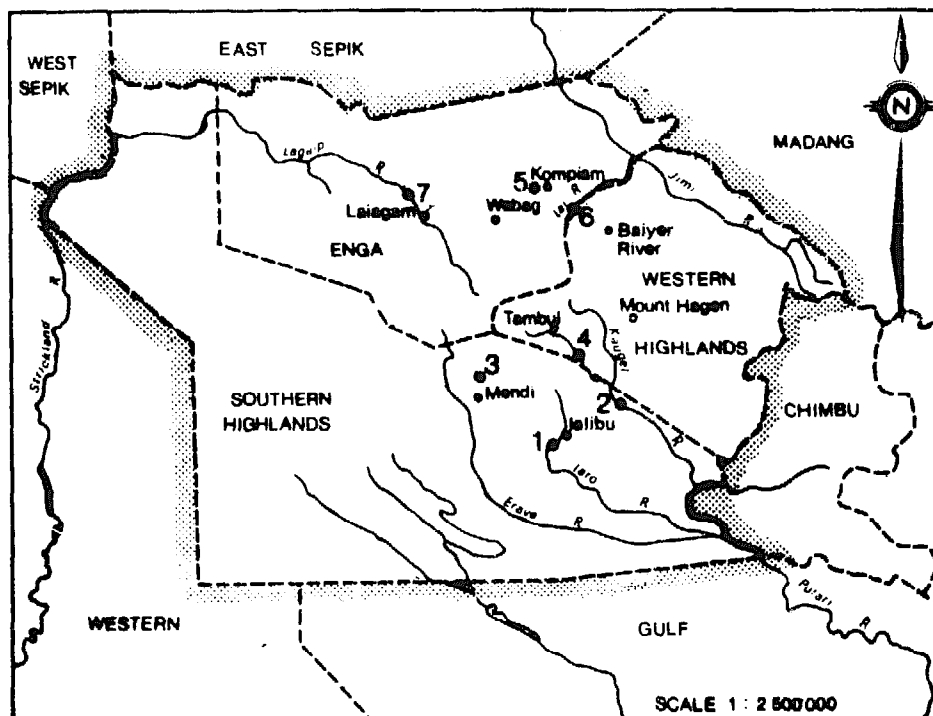 EAST SEPIK
WEST
SEPIK
N
MADANG
Lagaip R
7
5
Kompiam
Lai R
Jimi
R
Laiagam
Wabag
6
Baiyer
River
ENGA
WESTERN
Mount Hagen
Tambul
Kaugel
HIGHLANDS
4
R
Strickland
3
Mendi
SOUTHERN
HIGHLANDS
2
CHIMBU
Ialibu
1
R
Iaro
R
Erave
R
Purari
R
WESTERN
GULF
SCALE 1 : 2 500'000